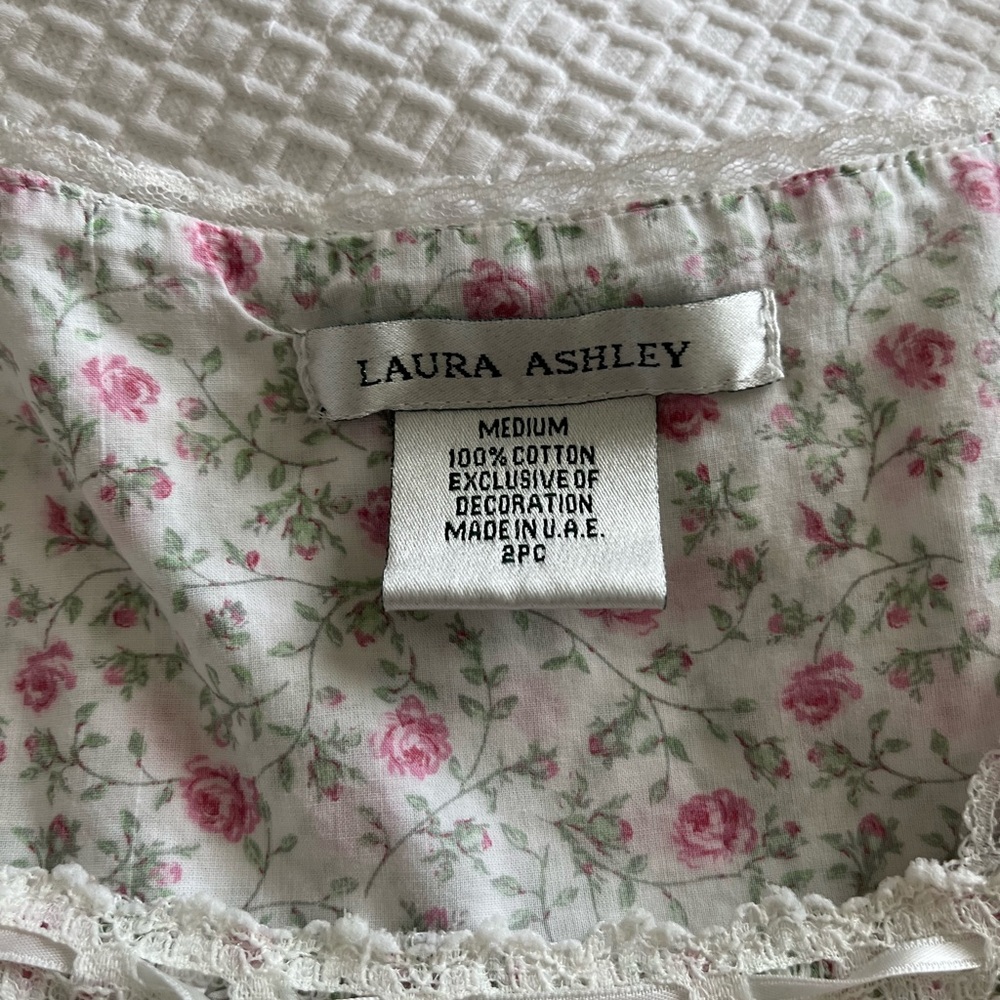 LAURA ASHLEY
MEDIUM
100% COTTON
EXCLUSIVE OF
DECORATION
MADE IN U.A.E.
2PC